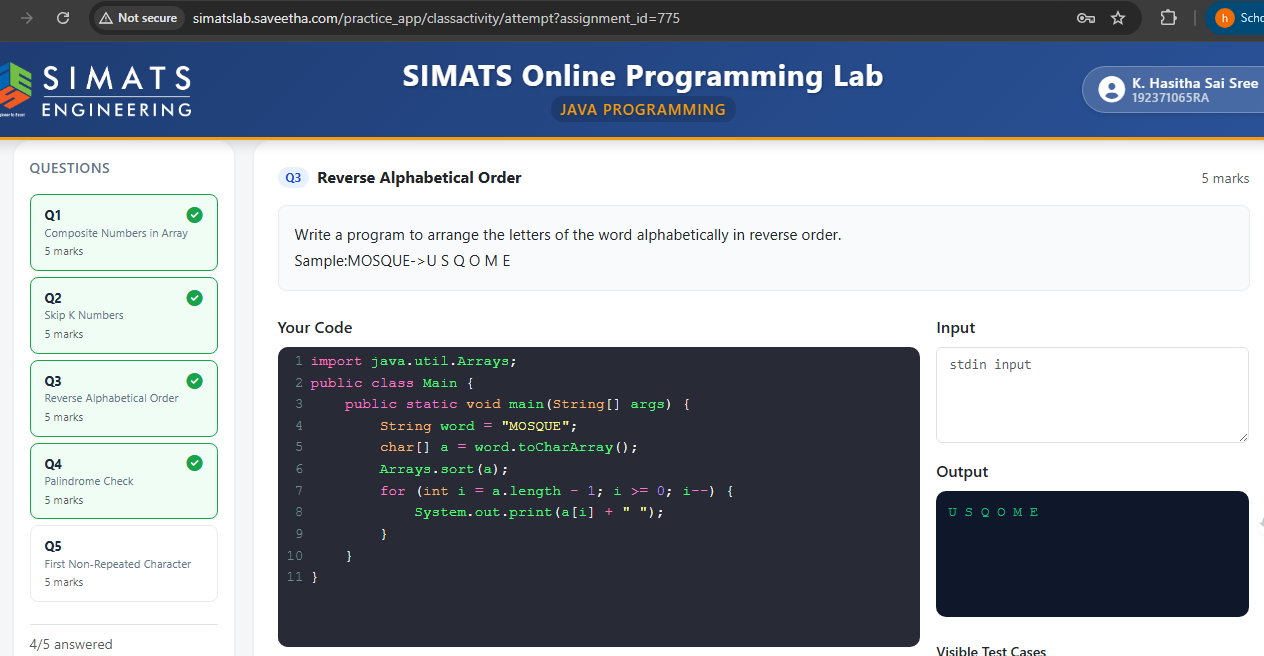 Not secure simatslab.saveetha.com/practice_app/classactivity/attempt?assignment_id=775
h Scho
SIMATS
ENGINEERING
SIMATS Online Programming Lab
JAVA PROGRAMMING
K. Hasitha Sai Sree
192371065RA
QUESTIONS
Q1
Composite Numbers in Array
5 marks
Q2
Skip K Numbers
5 marks
Q3
Reverse Alphabetical Order
5 marks
Q4
Palindrome Check
5 marks
Q5
First Non-Repeated Character
5 marks
4/5 answered
Q3 Reverse Alphabetical Order
5 marks
Write a program to arrange the letters of the word alphabetically in reverse order.
Sample:MOSQUE->U S Q O M E
Your Code
1 import java.util.Arrays;
2 public class Main {
3     public static void main(String[] args) {
4         String word = "MOSQUE";
5         char[] a = word.toCharArray();
6         Arrays.sort(a);
7         for (int i = a.length - 1; i >= 0; i--) {
8             System.out.print(a[i] + " ");
9         }
10     }
11 }
Input
stdin input
Output
U S Q O M E
Visible Test Cases